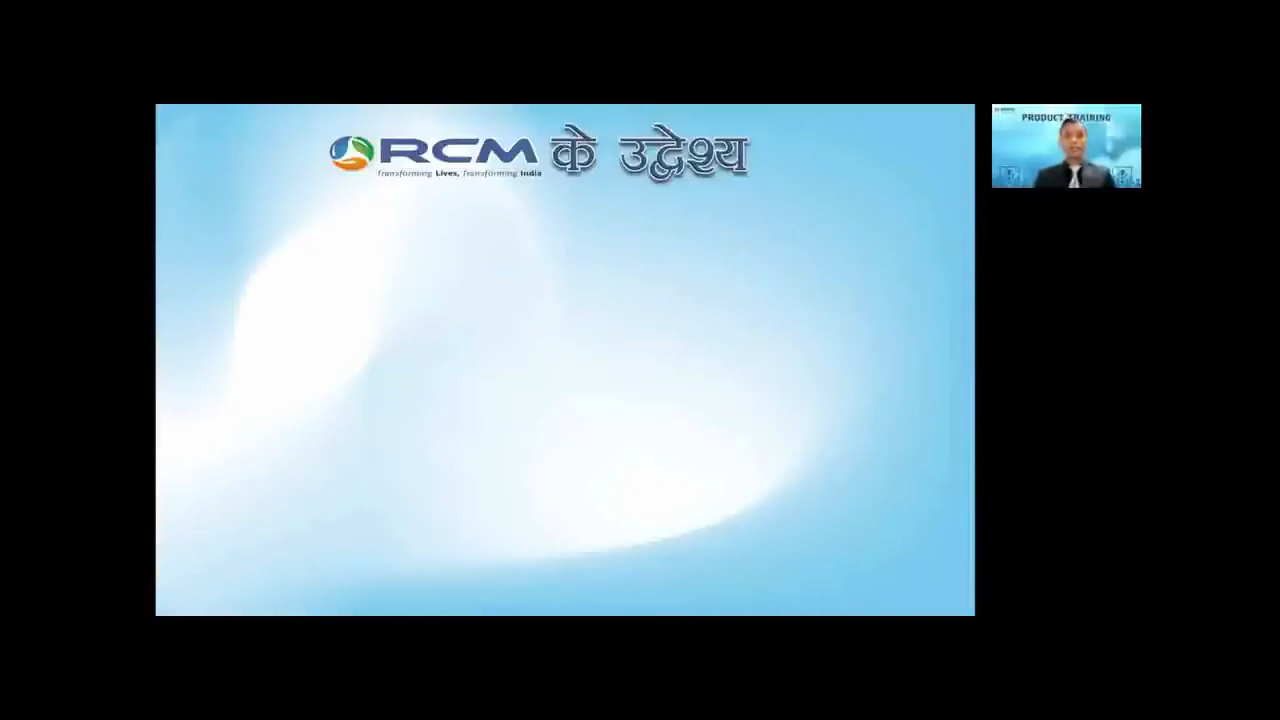 RCM के उद्देश्य
Transforming Lives, Transforming India
PRODUCT TRAINING